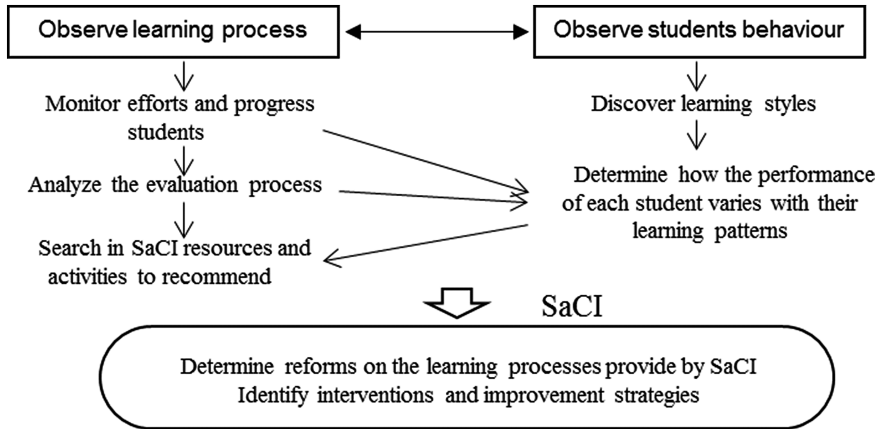 Observe learning process
Observe students behaviour
Monitor efforts and progress
students
Discover learning styles
Analyze the evaluation process
Determine how the performance
of each student varies with their
learning patterns
Search in SaCI resources and
activities to recommend
SaCI
Determine reforms on the learning processes provide by SaCI
Identify interventions and improvement strategies